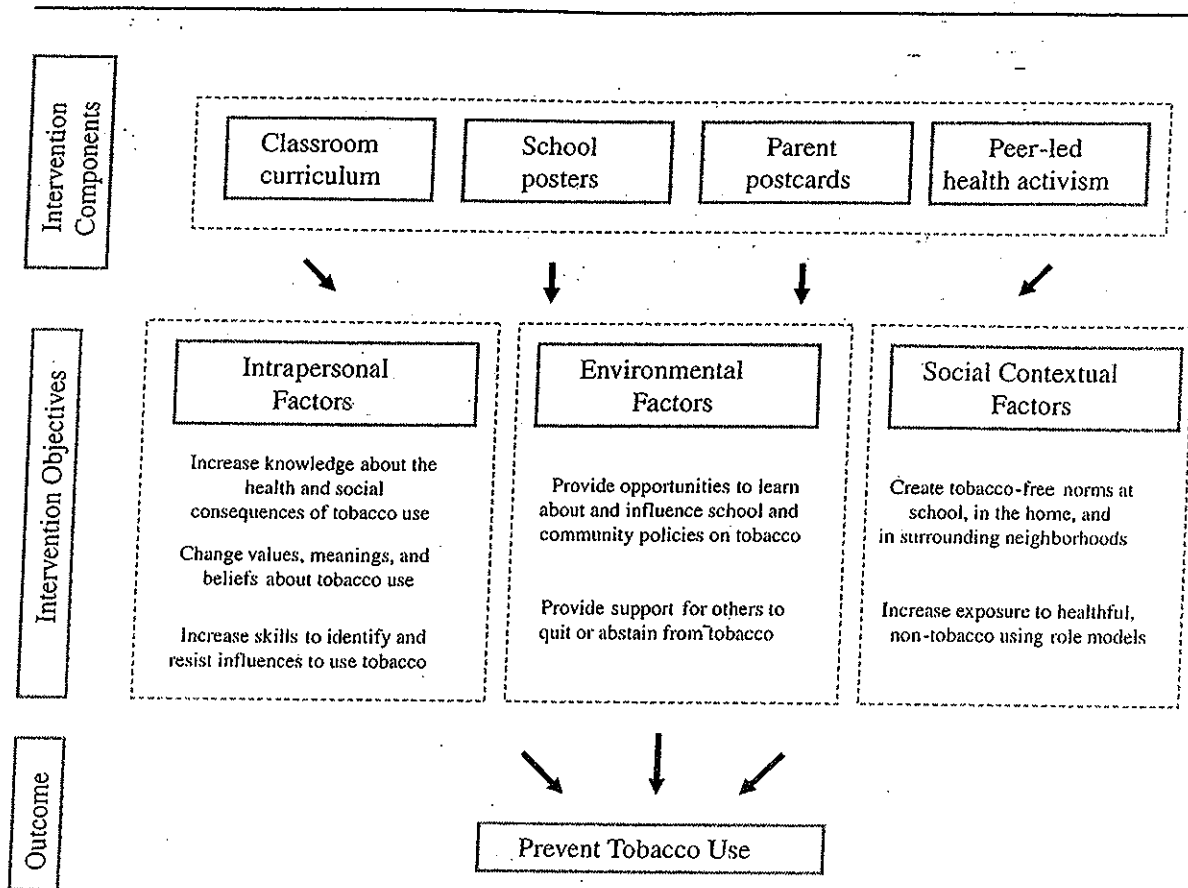 Intervention
Components
Classroom
curriculum
School
posters
Parent
postcards
Peer-led
health activism
Intervention Objectives
Intrapersonal
Factors
Increase knowledge about the
health and social
consequences of tobacco use
Change values, meanings, and
beliefs about tobacco use
Increase skills to identify and
resist influences to use tobacco
Environmental
Factors
Provide opportunities to learn
about and influence school and
community policies on tobacco
Provide support for others to
quit or abstain from tobacco
Social Contextual
Factors
Create tobacco-free norms at
school, in the home, and
in surrounding neighborhoods
Increase exposure to healthful,
non-tobacco using role models
Outcome
Prevent Tobacco Use